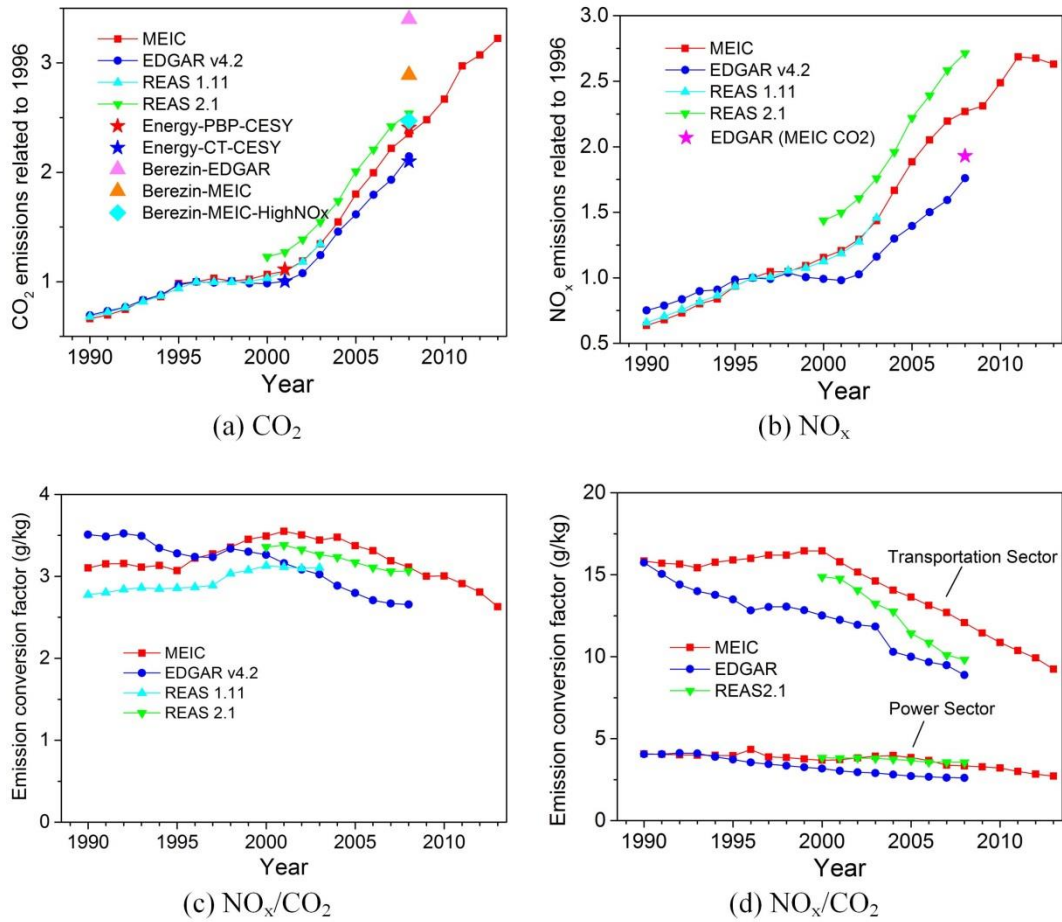 CO2 emissions related to 1996
3
2
1
MEIC
EDGAR v4.2
REAS 1.11
REAS 2.1
Energy-PBP-CESY
Energy-CT-CESY
Berezin-EDGAR
Berezin-MEIC
Berezin-MEIC-HighNOx
1990 1995 2000 2005 2010
Year
(a) CO2
NOx emissions related to 1996
3.0
2.5
2.0
1.5
1.0
0.5
MEIC
EDGAR v4.2
REAS 1.11
REAS 2.1
EDGAR (MEIC CO2)
1990 1995 2000 2005 2010
Year
(b) NOx
Emission conversion factor (g/kg)
4
3
2
1
0
MEIC
EDGAR v4.2
REAS 1.11
REAS 2.1
1990 1995 2000 2005 2010
Year
(c) NOx/CO2
Emission conversion factor (g/kg)
20
15
10
5
0
Transportation Sector
MEIC
EDGAR
REAS2.1
Power Sector
1990 1995 2000 2005 2010
Year
(d) NOx/CO2